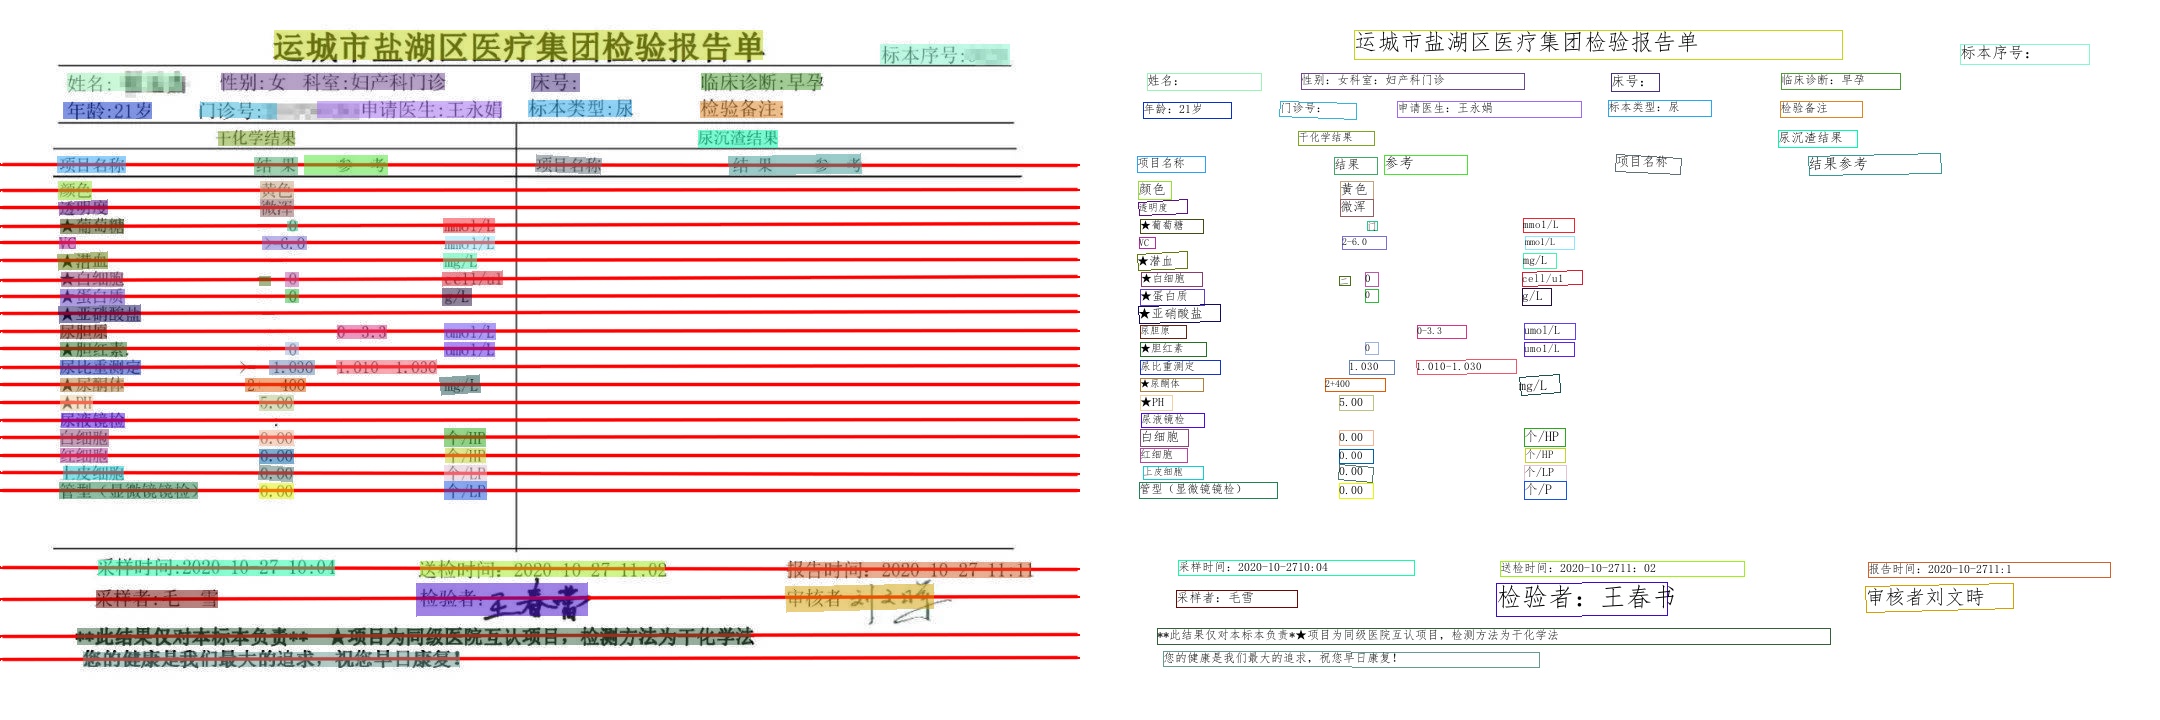 运城市盐湖区医疗集团检验报告单
标本序号:
姓名: 性别:女 科室:妇产科门诊 床号: 临床诊断:早孕
年龄:21岁 门诊号: 申请医生:王永娟 标本类型:尿 检验备注:
干化学结果 尿沉渣结果
项目名称 结 果 参 考 项目名称 结 果 参 考
颜色 黄色
透明度 微浑
★葡萄糖 0 mmol/L
VC 6.0 mmol/L
★潜血 mg/L
★白细胞 0 cell/ul
★蛋白质 0 g/L
★亚硝酸盐
尿胆原 0 3.3 umol/L
★胆红素 0 umol/L
尿比重测定 > 1.030 1.010 1.030
★尿酮体 2 400 mg/L
★PH 5.00
尿液镜检
白细胞 0.00 个/HP
红细胞 0.00 个/HP
上皮细胞 0.00 个/LP
管型（显微镜镜检） 0.00 个/LP
采样时间:2020-10-27 10:04 送检时间: 2020-10-27 11:02 报告时间: 2020-10-27 11:11
采样者:毛 雪 检验者: 王春 审核者
**此结果仅对本标本负责** ★项目为同级医院互认项目，检测方法为干化学法
您的健康是我们最大的追求，祝您早日康复！
运城市盐湖区医疗集团检验报告单
标本序号：
姓名： 性别：女科室：妇产科门诊 床号： 临床诊断：早孕
年龄：21岁 门诊号： 申请医生：王永娟 标本类型：尿 检验备注
干化学结果 尿沉渣结果
项目名称 结果 参考 项目名称 结果参考
颜色 黄色
透明度 微浑
★葡萄糖 mmol/L
VC 2-6.0 mmol/L
★潜血 mg/L
★白细胞 0 cell/u1
★蛋白质 0 g/L
★亚硝酸盐
尿胆原 0-3.3 umol/L
★胆红素 0 umol/L
尿比重测定 1.030 1.010-1.030
★尿酮体 2+400 mg/L
★PH 5.00
尿液镜检
白细胞 0.00 个/HP
红细胞 0.00 个/HP
上皮细胞 0.00 个/LP
管型（显微镜镜检） 0.00 个/P
采样时间：2020-10-2710:04 送检时间：2020-10-2711：02 报告时间：2020-10-2711:1
采样者：毛雪 检验者：王春书 审核者刘文時
**此结果仅对本标本负责*★项目为同级医院互认项目，检测方法为干化学法
您的健康是我们最大的追求，祝您早日康复！